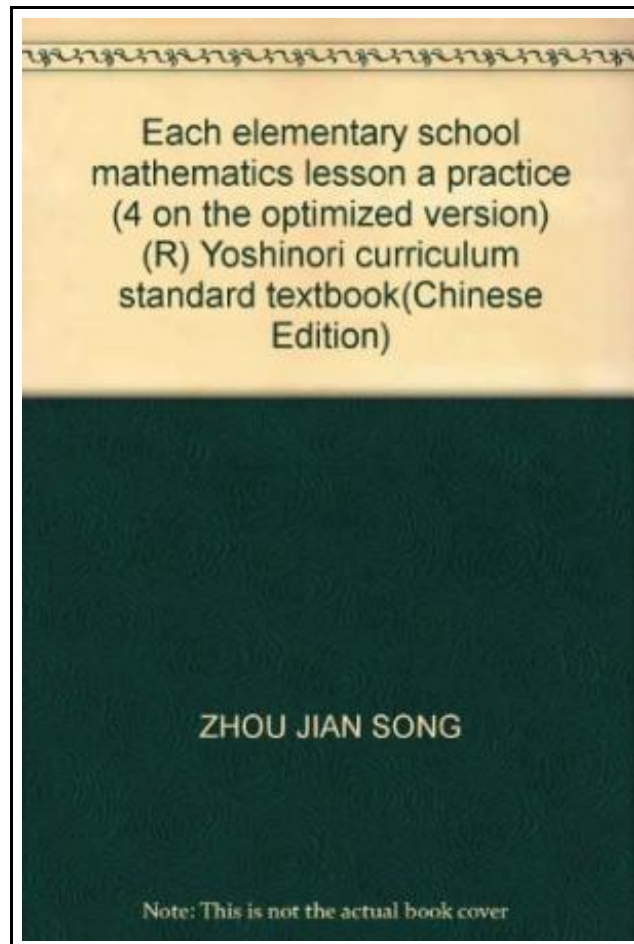 Each elementary school
mathematics lesson a practice
(4 on the optimized version)
(R) Yoshinori curriculum
standard textbook(Chinese
Edition)
ZHOU JIAN SONG
Note: This is not the actual book cover